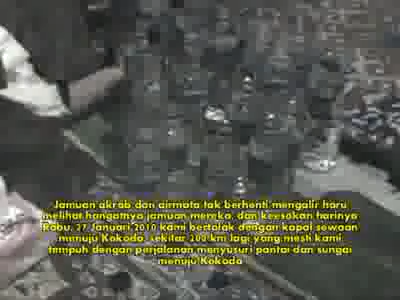 Jamuan akrab dan airmata tak berhenti mengalir haru
melihat hangatnya jamuan mereka, dan keesokan harinya
Rabu, 27 Januari 2010 kami bertolak dengan kapal sewaan
menuju Kokoda, sekitar 200 km lagi yang mesti kami
tempuh dengan perjalanan menyusuri pantai dan sungai
menuju Kokoda